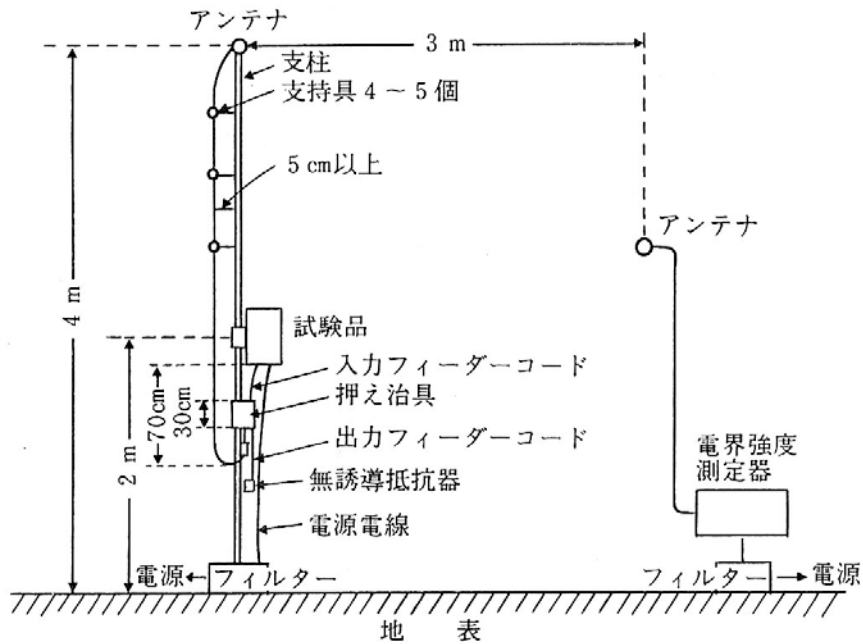 アンテナ
3 m
支柱
支持具4～5個
5 cm以上
アンテナ
4 m
試験品
入力フィーダーコード
押え治具
70cm
30cm
2 m
出力フィーダーコード
無誘導抵抗器
電源電線
電界強度
測定器
電源
フィルター
フィルター
電源
地 表